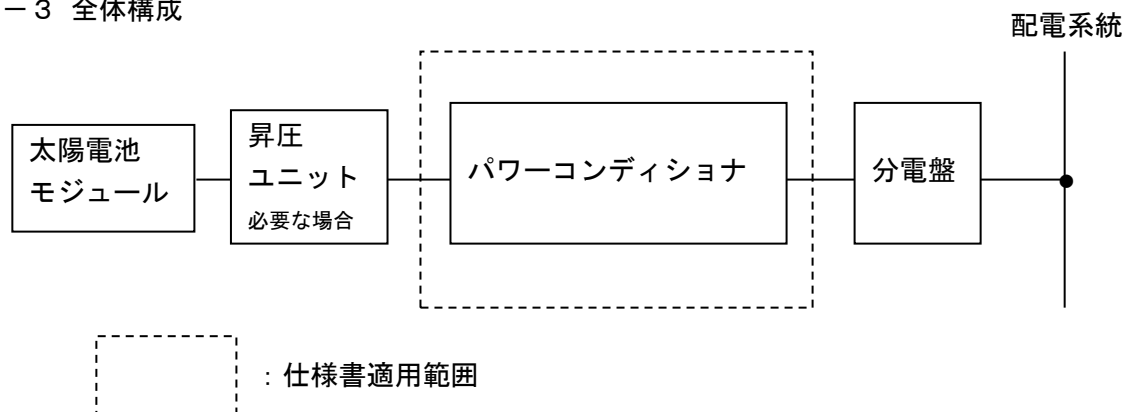 －３ 全体構成
配電系統
太陽電池
モジュール
昇圧
ユニット
必要な場合
パワーコンディショナ
分電盤
：仕様書適用範囲